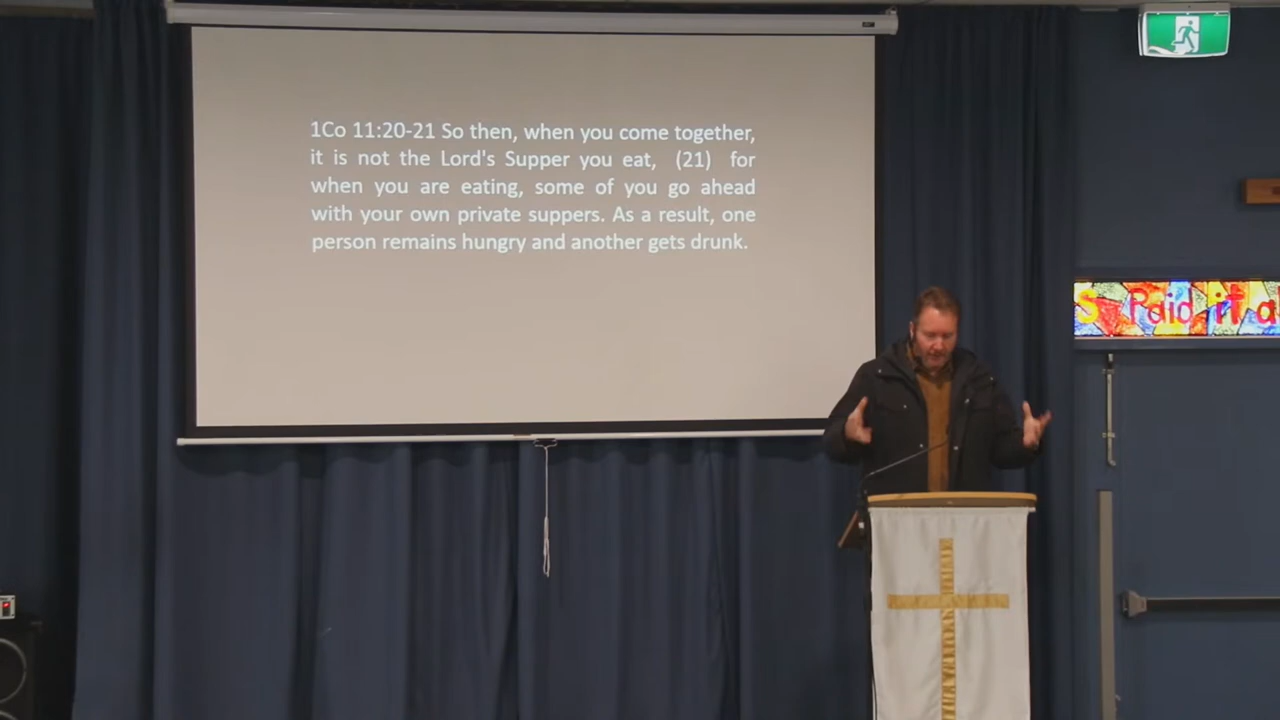 1Co 11:20-21 So then, when you come together,
it is not the Lord's Supper you eat, (21) for
when you are eating, some of you go ahead
with your own private suppers. As a result, one
person remains hungry and another gets drunk.
S Paid it a